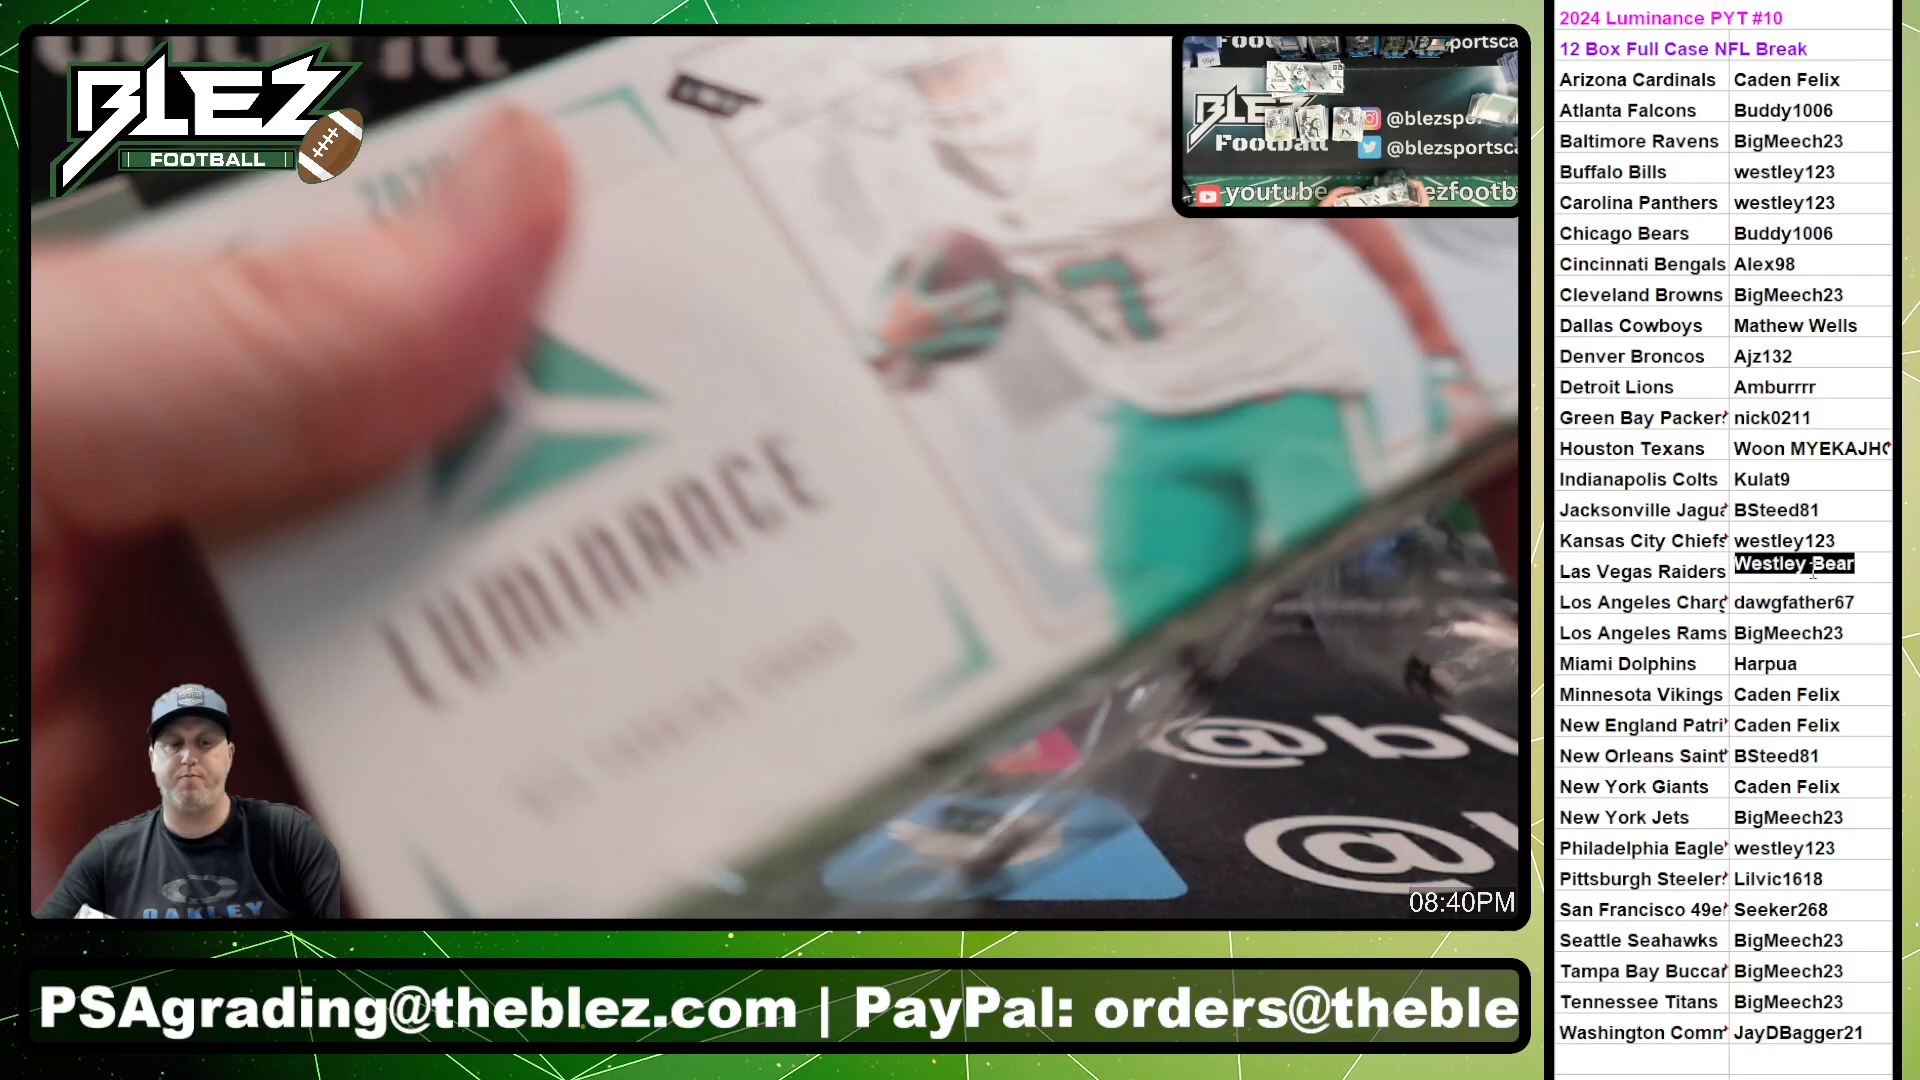 BLEZ
FOOTBALL
LUMINANCE
7
BLEZ
Football
@blezsportsca
youtube
ezfootb
@bl
@
OAKLEY
08:40PM
PSAgrading@theblez.com | PayPal: orders@theble
2024 Luminance PYT #10
12 Box Full Case NFL Break
Arizona Cardinals Caden Felix
Atlanta Falcons Buddy1006
Baltimore Ravens BigMeech23
Buffalo Bills westley123
Carolina Panthers westley123
Chicago Bears Buddy1006
Cincinnati Bengals Alex98
Cleveland Browns BigMeech23
Dallas Cowboys Mathew Wells
Denver Broncos Ajz132
Detroit Lions Amburrrr
Green Bay Packer nick0211
Houston Texans Woon MYEKAJH
Indianapolis Colts Kulat9
Jacksonville Jagu BSteed81
Kansas City Chiefs westley123
Las Vegas Raiders Westley Bear
Los Angeles Charg dawgfather67
Los Angeles Rams BigMeech23
Miami Dolphins Harpua
Minnesota Vikings Caden Felix
New England Patri Caden Felix
New Orleans Saint BSteed81
New York Giants Caden Felix
New York Jets BigMeech23
Philadelphia Eagle westley123
Pittsburgh Steeler Lilvic1618
San Francisco 49e Seeker268
Seattle Seahawks BigMeech23
Tampa Bay Buccar BigMeech23
Tennessee Titans BigMeech23
Washington Comm JayDBagger21